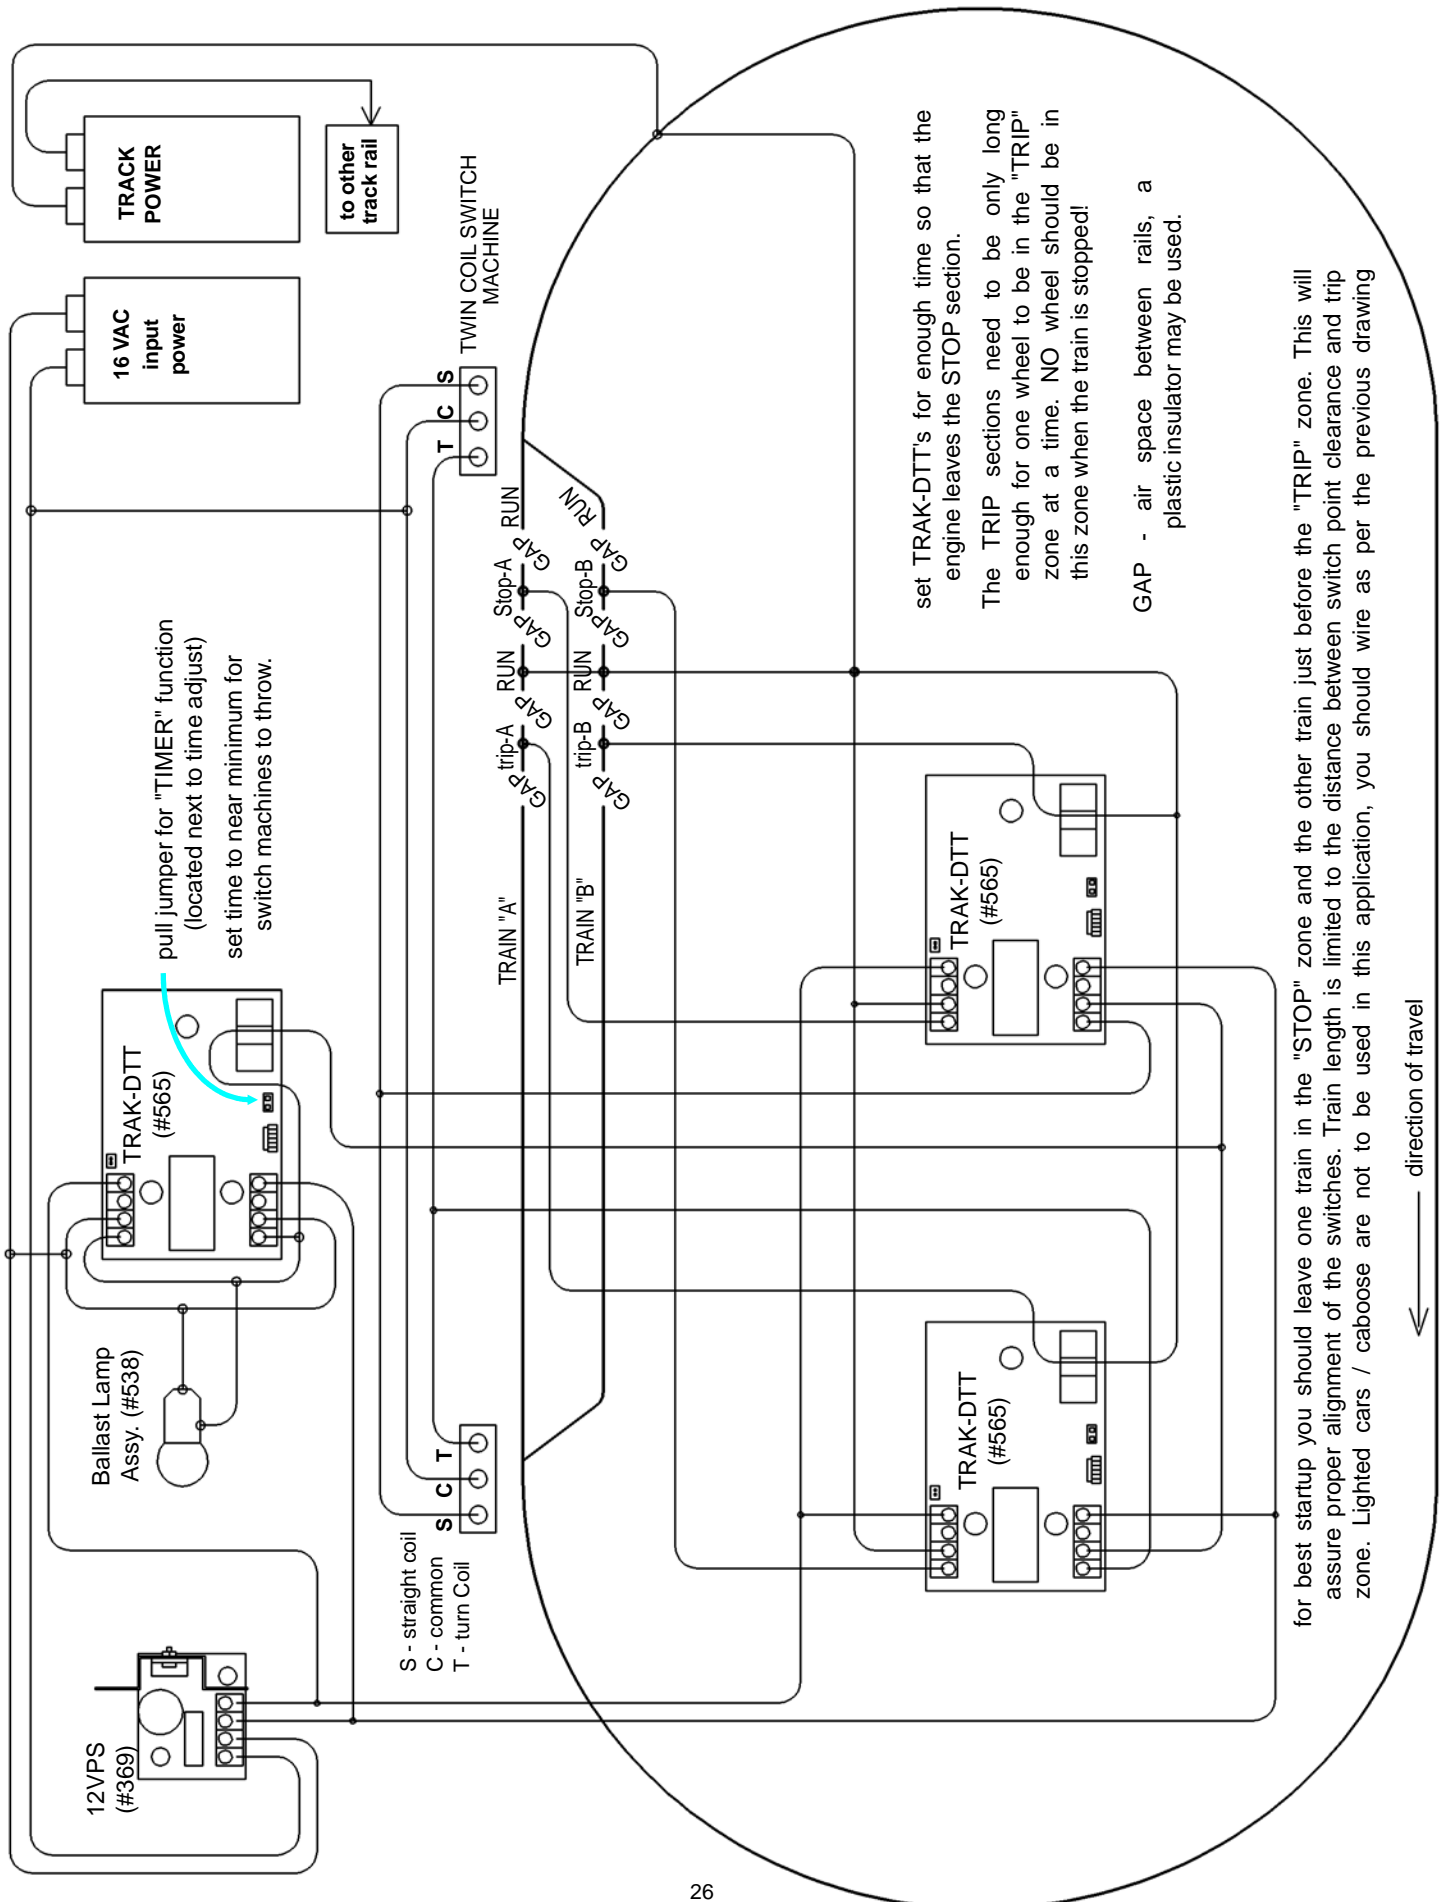 12VPS
(#369)
Ballast Lamp
Assy. (#538)
TRAK-DTT
(#565)
pull jumper for "TIMER" function
(located next to time adjust)
set time to near minimum for
switch machines to throw.
16 VAC
input
power
TRACK
POWER
to other
track rail
S - straight coil
C - common
T - turn Coil
S C T
T C S
TWIN COIL SWITCH
MACHINE
TRAIN "A"
GAP trip-A GAP RUN GAP Stop-A GAP RUN
TRAIN "B"
GAP trip-B GAP RUN GAP Stop-B GAP RUN
TRAK-DTT
(#565)
TRAK-DTT
(#565)
set TRAK-DTT's for enough time so that the
engine leaves the STOP section.
The TRIP sections need to be only long
enough for one wheel to be in the "TRIP"
zone at a time. NO wheel should be in
this zone when the train is stopped!
GAP - air space between rails, a
plastic insulator may be used.
for best startup you should leave one train in the "STOP" zone and the other train just before the "TRIP" zone. This will
assure proper alignment of the switches. Train length is limited to the distance between switch point clearance and trip
zone. Lighted cars / caboose are not to be used in this application, you should wire as per the previous drawing
direction of travel
26